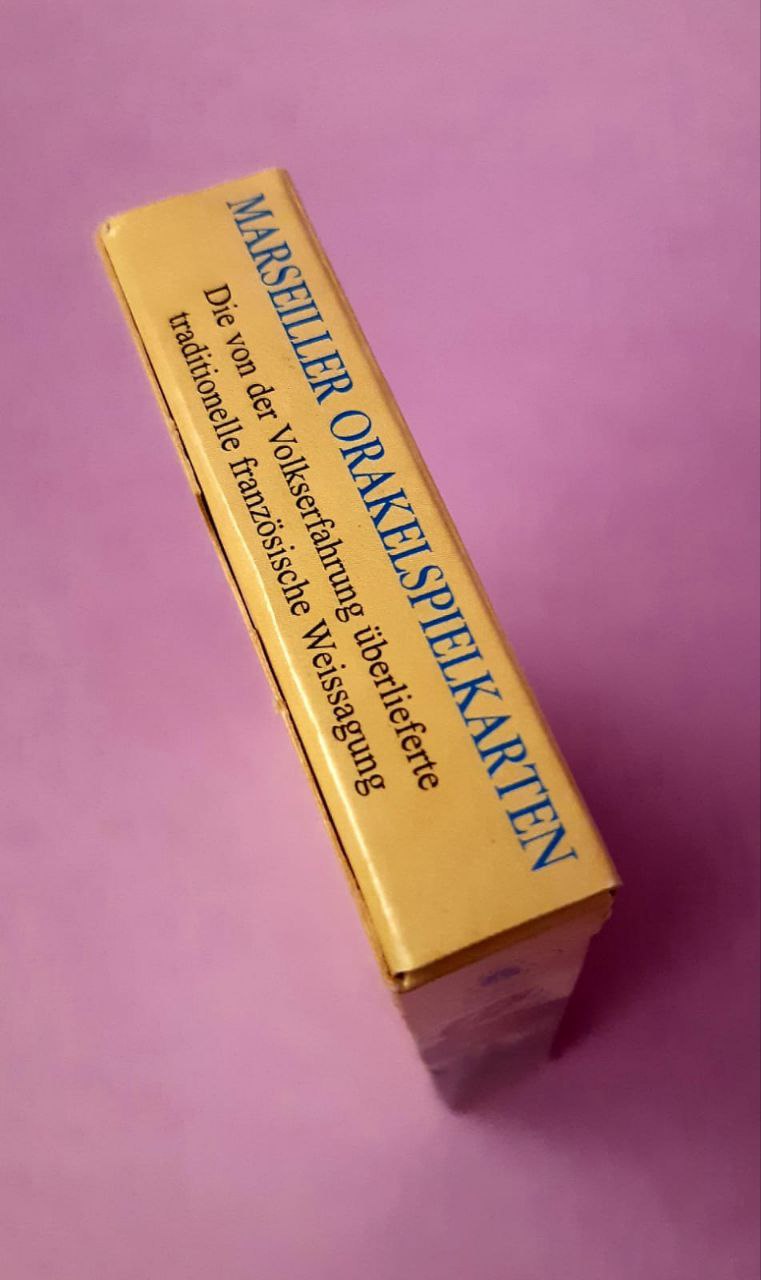 MARSEILLER ORAKELSPIELKARTEN
Die von der Volkserfahrung überlieferte
traditionelle französische Weissagung